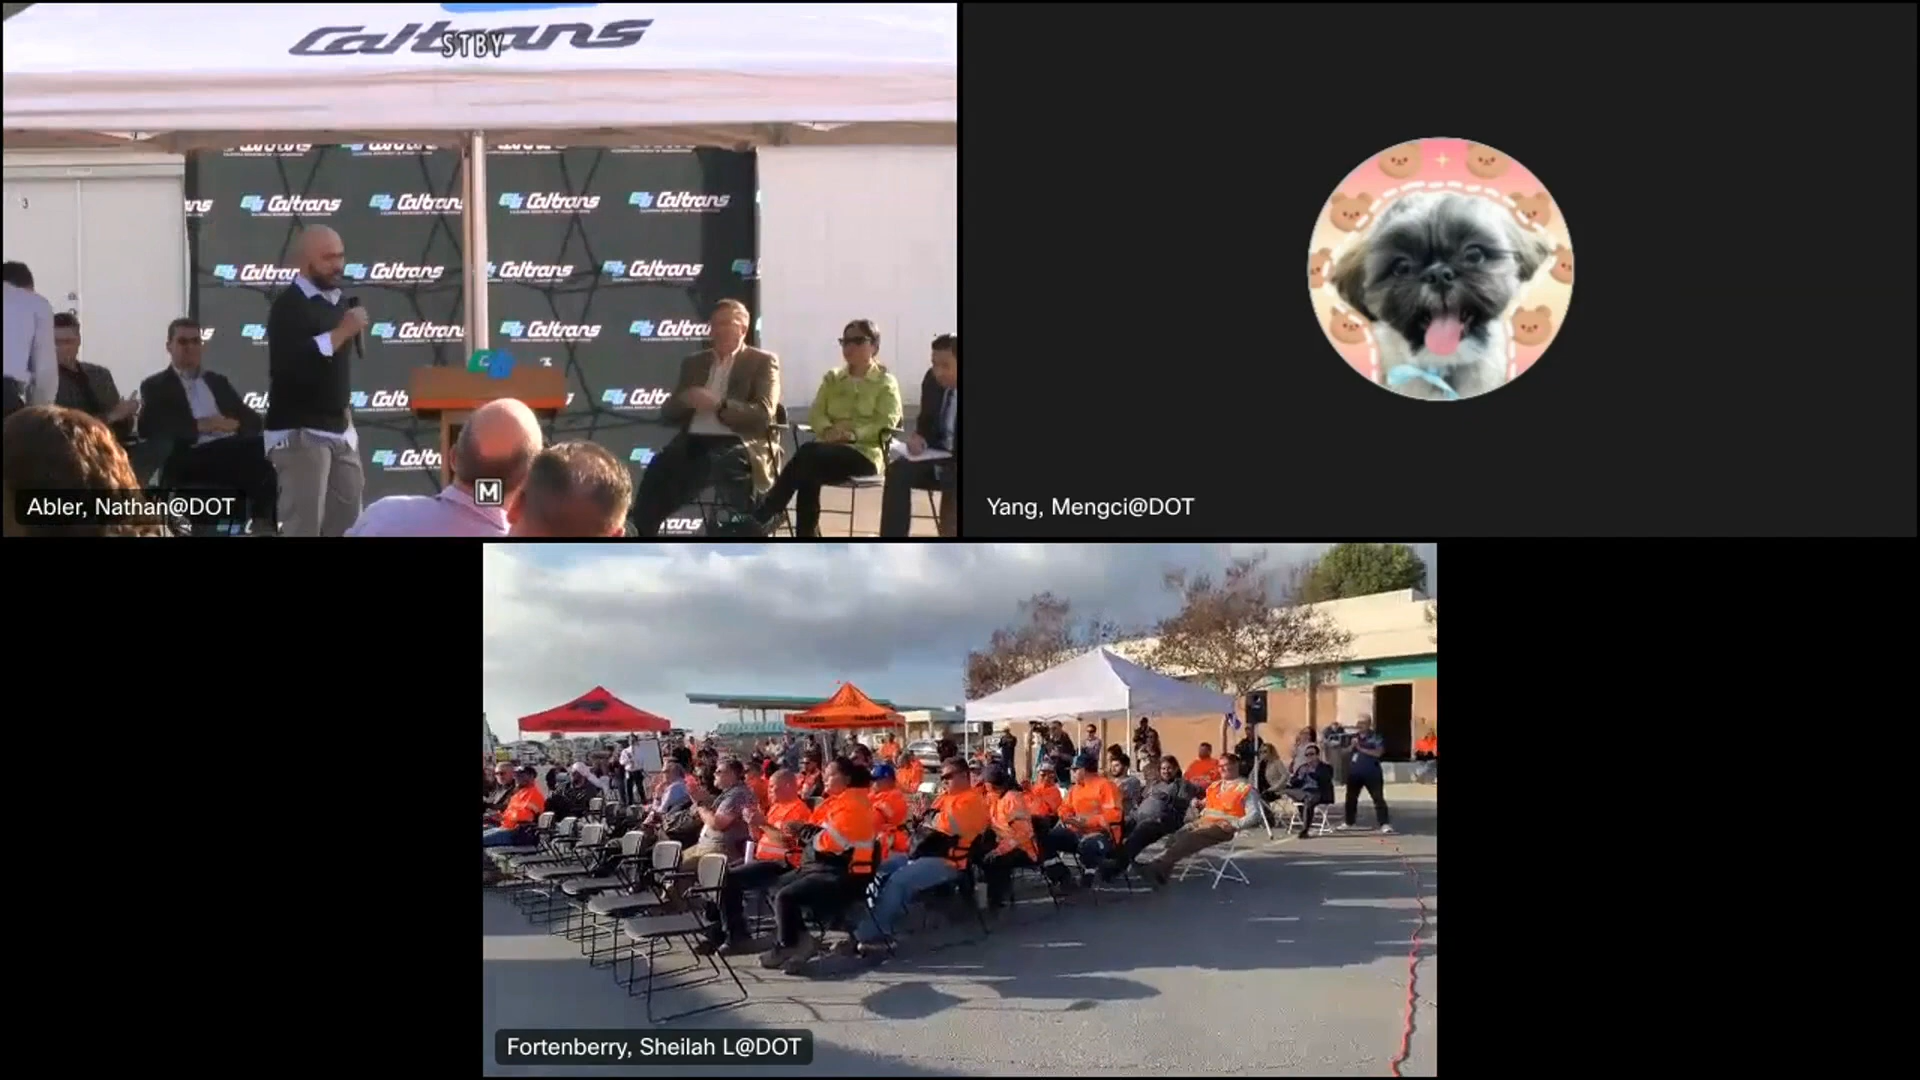 Caltrans
STBY
Caltrans Caltrans Caltrans Caltrans
Caltrans Caltrans Caltrans Caltrans
Caltrans Caltrans
M
Abler, Nathan@DOT
Yang, Mengci@DOT
Fortenberry, Sheilah L@DOT